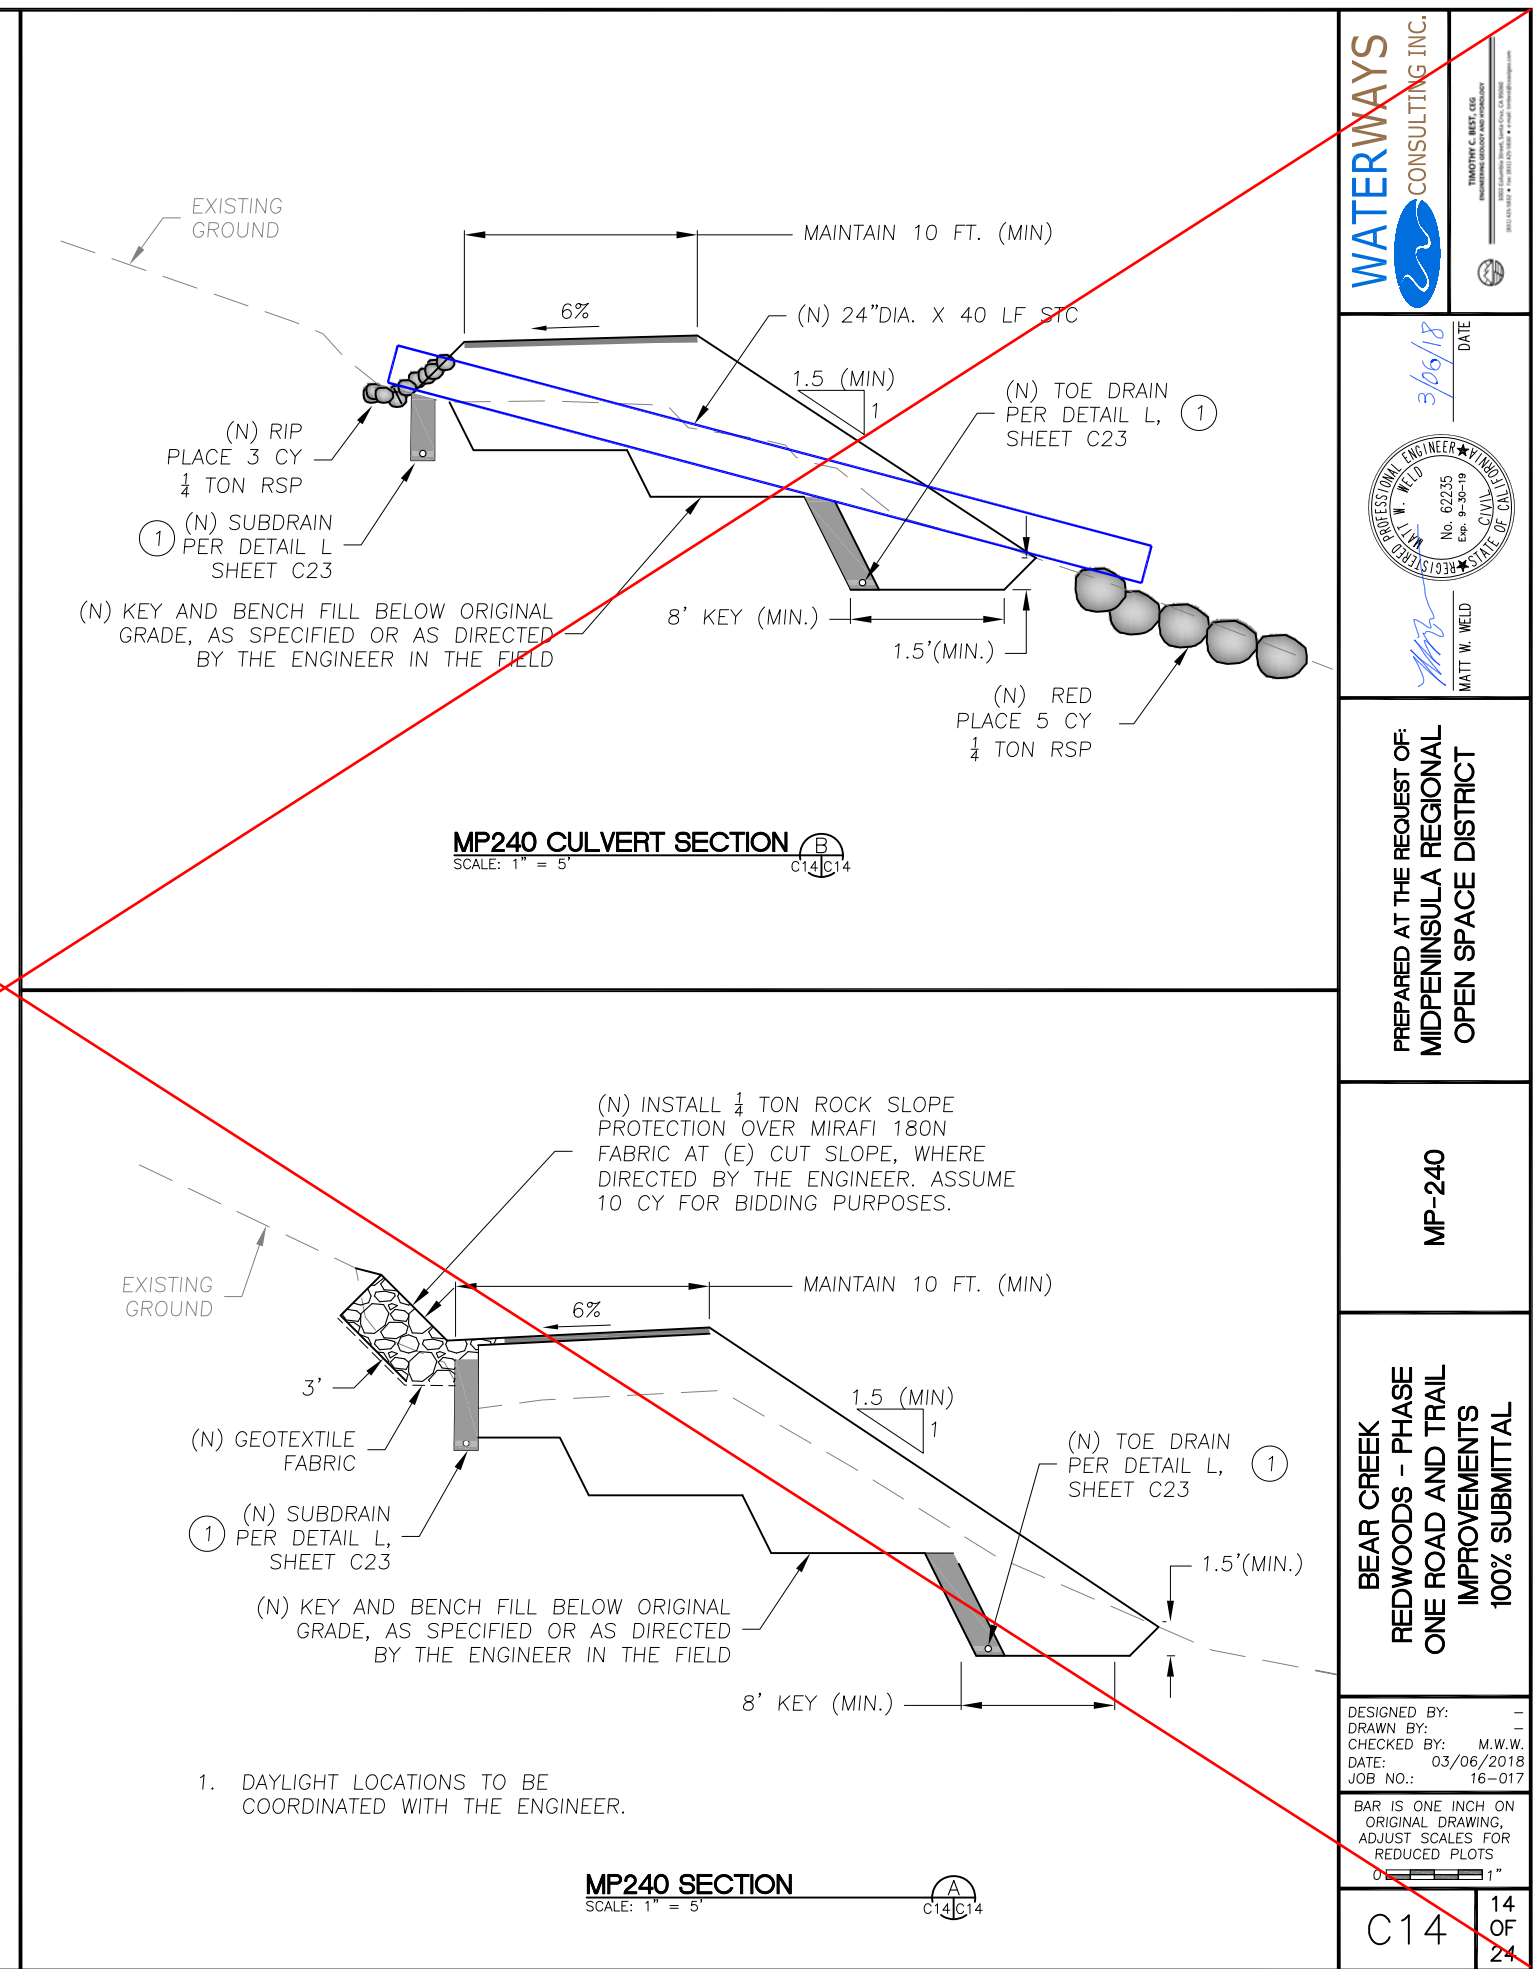 EXISTING
GROUND
MAINTAIN 10 FT. (MIN)
6%
(N) 24"DIA. X 40 LF STC
1.5 (MIN)
1
(N) TOE DRAIN
PER DETAIL L,
SHEET C23
1
(N) RIP
PLACE 3 CY
1/4 TON RSP
1
(N) SUBDRAIN
PER DETAIL L
SHEET C23
(N) KEY AND BENCH FILL BELOW ORIGINAL
GRADE, AS SPECIFIED OR AS DIRECTED
BY THE ENGINEER IN THE FIELD
8' KEY (MIN.)
1.5'(MIN.)
(N) RED
PLACE 5 CY
1/4 TON RSP
MP240 CULVERT SECTION
SCALE: 1" = 5'
B
C14 C14
(N) INSTALL 1/4 TON ROCK SLOPE
PROTECTION OVER MIRAFI 180N
FABRIC AT (E) CUT SLOPE, WHERE
DIRECTED BY THE ENGINEER. ASSUME
10 CY FOR BIDDING PURPOSES.
EXISTING
GROUND
MAINTAIN 10 FT. (MIN)
6%
3'
1.5 (MIN)
1
(N) GEOTEXTILE
FABRIC
(N) TOE DRAIN
PER DETAIL L,
SHEET C23
1
1
(N) SUBDRAIN
PER DETAIL L,
SHEET C23
1.5'(MIN.)
(N) KEY AND BENCH FILL BELOW ORIGINAL
GRADE, AS SPECIFIED OR AS DIRECTED
BY THE ENGINEER IN THE FIELD
8' KEY (MIN.)
1. DAYLIGHT LOCATIONS TO BE
COORDINATED WITH THE ENGINEER.
MP240 SECTION
SCALE: 1" = 5'
A
C14 C14
WATERWAYS
CONSULTING INC.
TIMOTHY C. BEST, CEG
ENGINEERING GEOLOGY AND HYDROLOGY
3/06/18
DATE
REGISTERED PROFESSIONAL ENGINEER
MATT W. WELD
No. 62235
Exp. 9-30-19
CIVIL
STATE OF CALIFORNIA
MATT W. WELD
PREPARED AT THE REQUEST OF:
MIDPENINSULA REGIONAL
OPEN SPACE DISTRICT
MP-240
BEAR CREEK
REDWOODS - PHASE
ONE ROAD AND TRAIL
IMPROVEMENTS
100% SUBMITTAL
DESIGNED BY: -
DRAWN BY: -
CHECKED BY: M.W.W.
DATE: 03/06/2018
JOB NO.: 16-017
BAR IS ONE INCH ON
ORIGINAL DRAWING,
ADJUST SCALES FOR
REDUCED PLOTS
0 1"
C14
14
OF
24